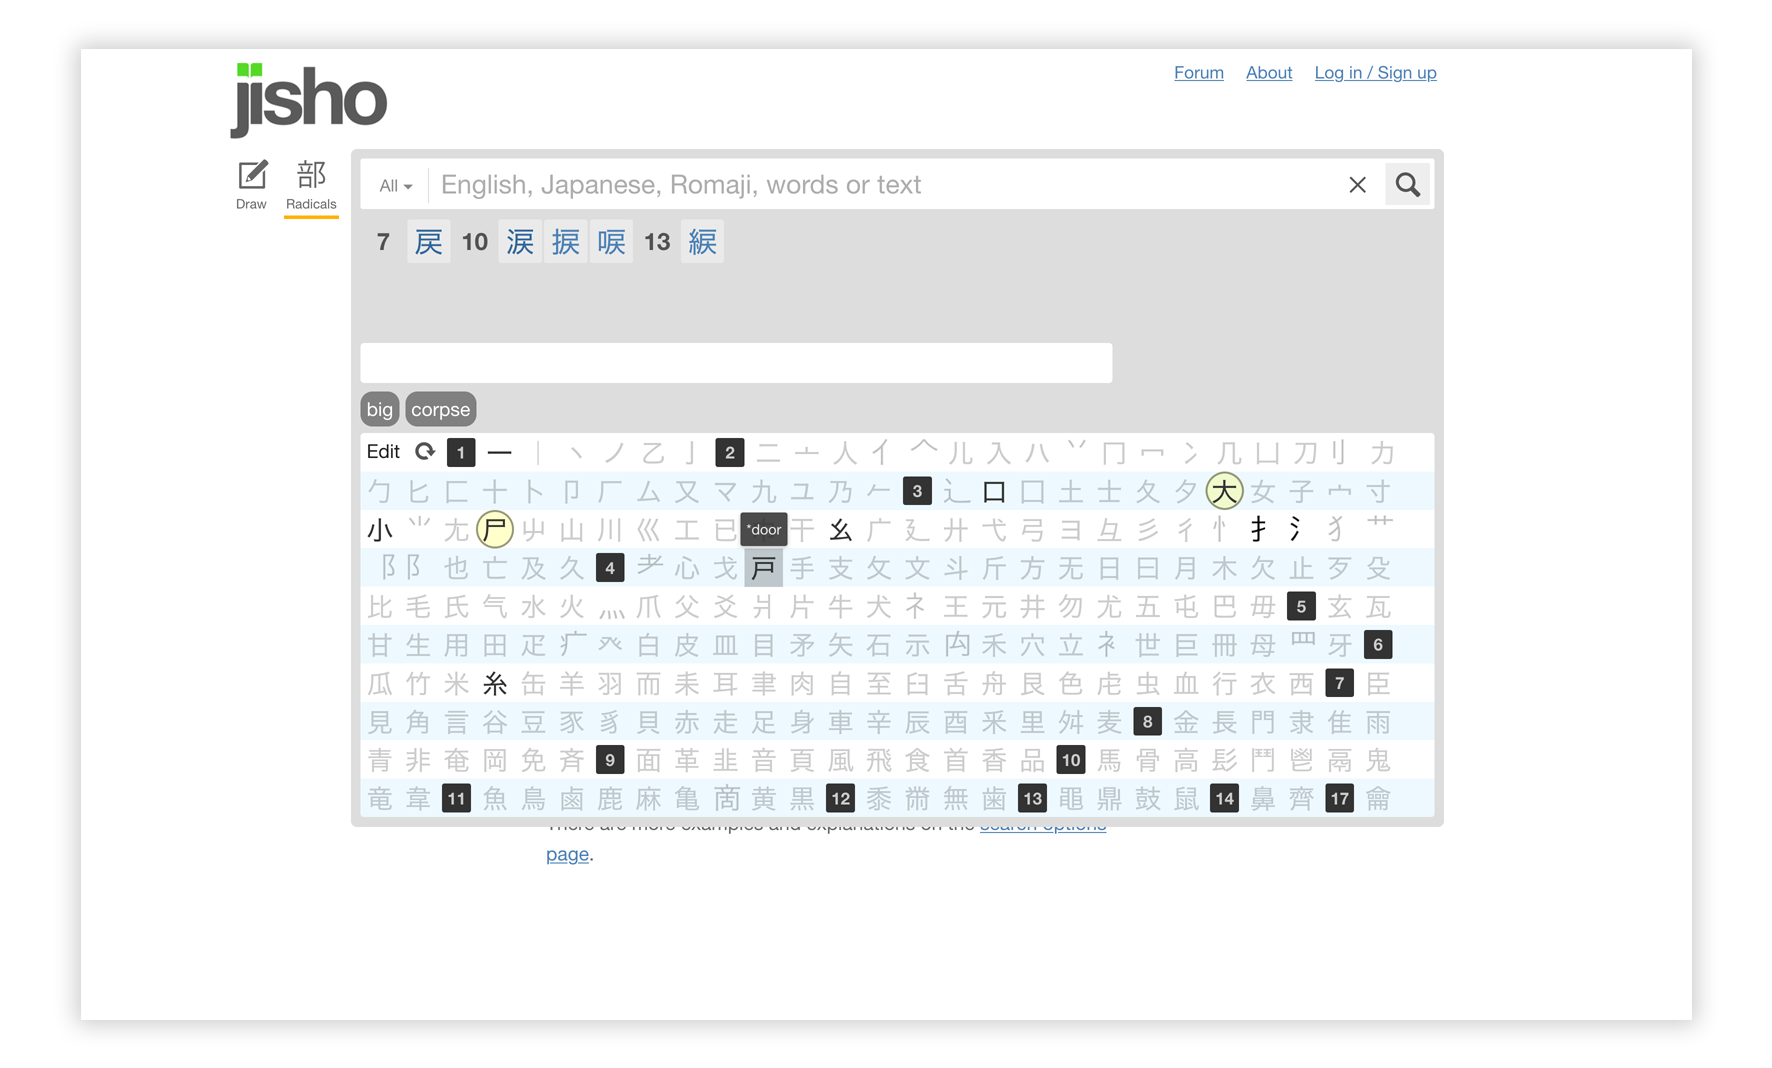 jisho
Forum About Log in / Sign up
Draw 部 Radicals
All English, Japanese, Romaji, words or text
7 戻 10 涙 捩 唳 13 綟
big corpse
Edit 1 一 ｜ 丶 ノ 乙 亅 2 二 亠 人 亻 𠆢 儿 入 八 丷 冂 冖 冫 几 凵 刀 刂 力
勹 匕 匚 十 卜 卩 厂 厶 又 マ 九 ユ 乃 𠂉 3 辶 口 囗 土 士 夂 夕 大 女 子 宀 寸
小 ⺌ 尢 尸 屮 山 川 巛 工 已 干 幺 广 廴 廾 弋 弓 ヨ 彑 彡 彳 忄 扌 氵 犭 艹
*door
阝 阝 也 亡 及 久 4 耂 心 戈 戸 手 支 攵 文 斗 斤 方 无 日 曰 月 木 欠 止 歹 殳
比 毛 氏 气 水 火 灬 爪 父 爻 爿 片 牛 犬 礻 王 元 井 勿 尤 五 屯 巴 毋 5 玄 瓦
甘 生 用 田 疋 疒 癶 白 皮 皿 目 矛 矢 石 示 禸 禾 穴 立 衤 世 巨 冊 母 罒 牙 6
瓜 竹 米 糸 缶 羊 羽 而 耒 耳 聿 肉 自 至 臼 舌 舟 艮 色 虍 虫 血 行 衣 西 7 臣
見 角 言 谷 豆 豕 豸 貝 赤 走 足 身 車 辛 辰 酉 釆 里 舛 麦 8 金 長 門 隶 隹 雨
青 非 奄 岡 免 斉 9 面 革 韭 音 頁 風 飛 食 首 香 品 10 馬 骨 高 髟 鬥 鬯 鬲 鬼
竜 韋 11 魚 鳥 鹵 鹿 麻 亀 啇 黄 黒 12 黍 黹 無 歯 13 黽 鼎 鼓 鼠 14 鼻 齊 17 龠
There are more examples and explanations on the search options
page.